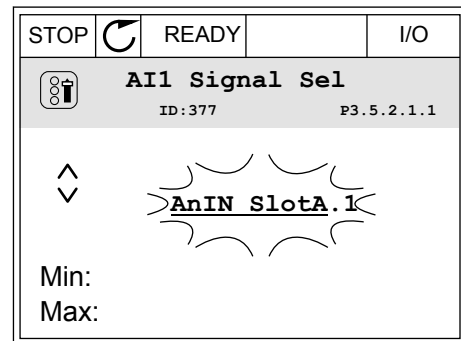 STOP READY I/O
AI1 Signal Sel
ID:377 P3.5.2.1.1
AnIN SlotA.1
Min:
Max: